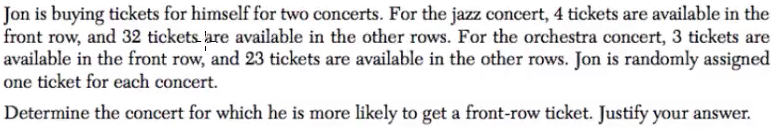 Jon is buying tickets for himself for two concerts. For the jazz concert, 4 tickets are available in the
front row, and 32 tickets are available in the other rows. For the orchestra concert, 3 tickets are
available in the front row, and 23 tickets are available in the other rows. Jon is randomly assigned
one ticket for each concert.
Determine the concert for which he is more likely to get a front-row ticket. Justify your answer.